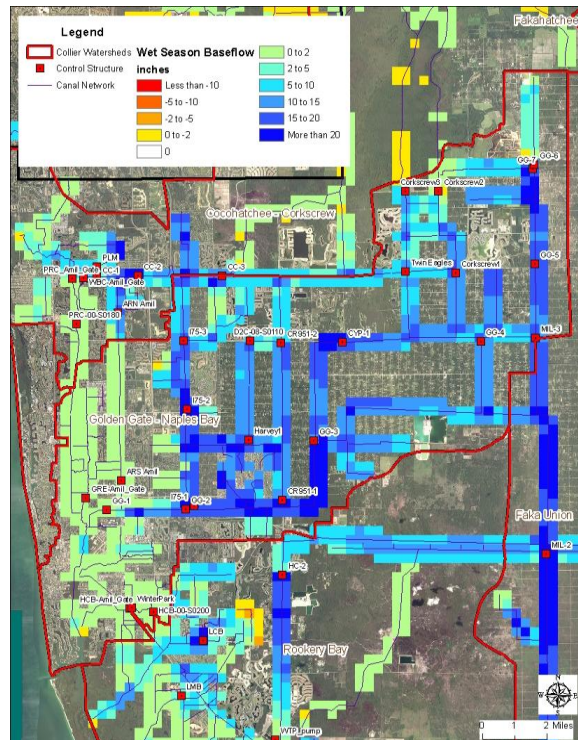 Fakahatchee
Legend
Collier Watersheds
Control Structure
Canal Network
Wet Season Baseflow
inches
Less than -10
-5 to -10
-2 to -5
0 to -2
0
0 to 2
2 to 5
5 to 10
10 to 15
15 to 20
More than 20
GG-6
GG-7
Corkscrew3
Corkscrew2
Cocohatchee - Corkscrew
PLM
PRC_Amil_Gate
CC-1
CC-2
CC-3
WBC-Amil_Gate
Twin Eagles
Corkscrew1
GG-5
ARN Amil
PRC-00-S0180
I75-3
D2C-08-S0110
CR951-2
CYP-1
GG-4
MIL-3
I75-2
Golden Gate - Naples Bay
Harvey1
GG-3
ARS Amil
GRE-Amil_Gate
GG-1
I75-1
GG-2
CR951-1
Faka Union
MIL-2
HC-2
HCB-Amil_Gate
WinterPark
HCB-00-S0200
LCB
Rookery Bay
LMB
WTP_pump
N
W
E
S
0
2 Miles